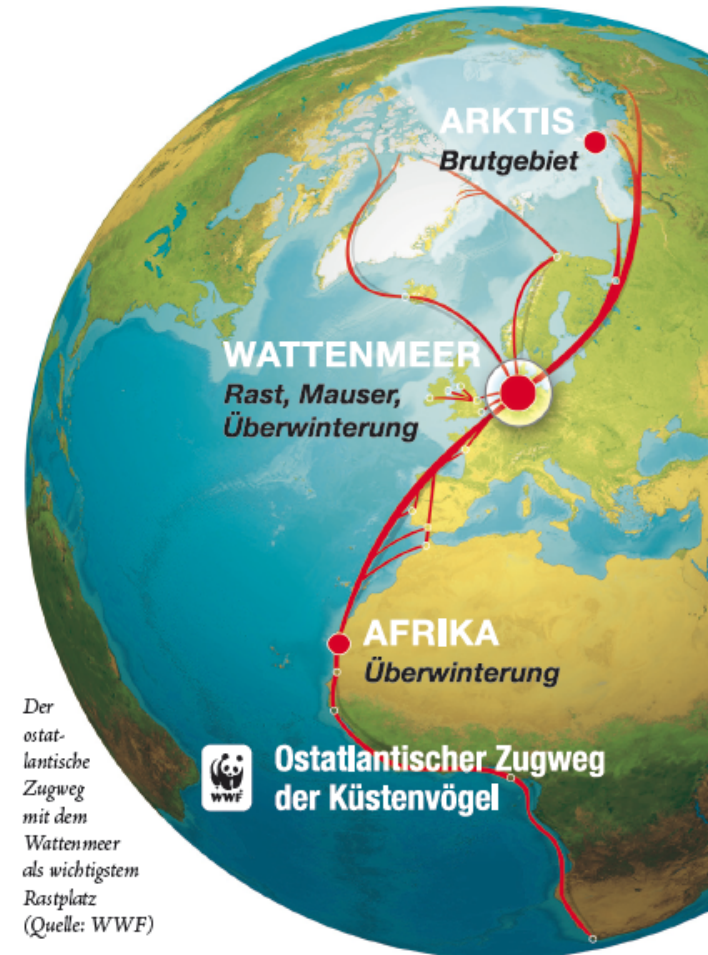 ARKTIS
Brutgebiet
WATTENMEER
Rast, Mauser,
Überwinterung
AFRIKA
Überwinterung
WWF
Ostatlantischer Zugweg
der Küstenvögel
Der
ostat-
lantische
Zugweg
mit dem
Wattenmeer
als wichtigstem
Rastplatz
(Quelle: WWF)